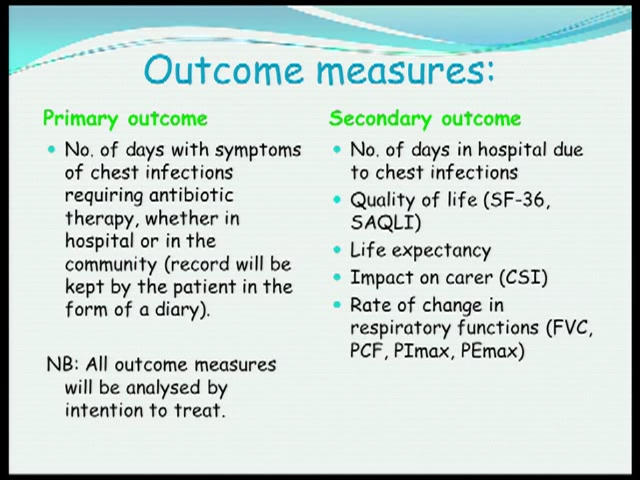 Outcome measures:
Primary outcome
No. of days with symptoms
of chest infections
requiring antibiotic
therapy, whether in
hospital or in the
community (record will be
kept by the patient in the
form of a diary).
NB: All outcome measures
will be analysed by
intention to treat.
Secondary outcome
No. of days in hospital due
to chest infections
Quality of life (SF-36,
SAQLI)
Life expectancy
Impact on carer (CSI)
Rate of change in
respiratory functions (FVC,
PCF, PImax, PEmax)